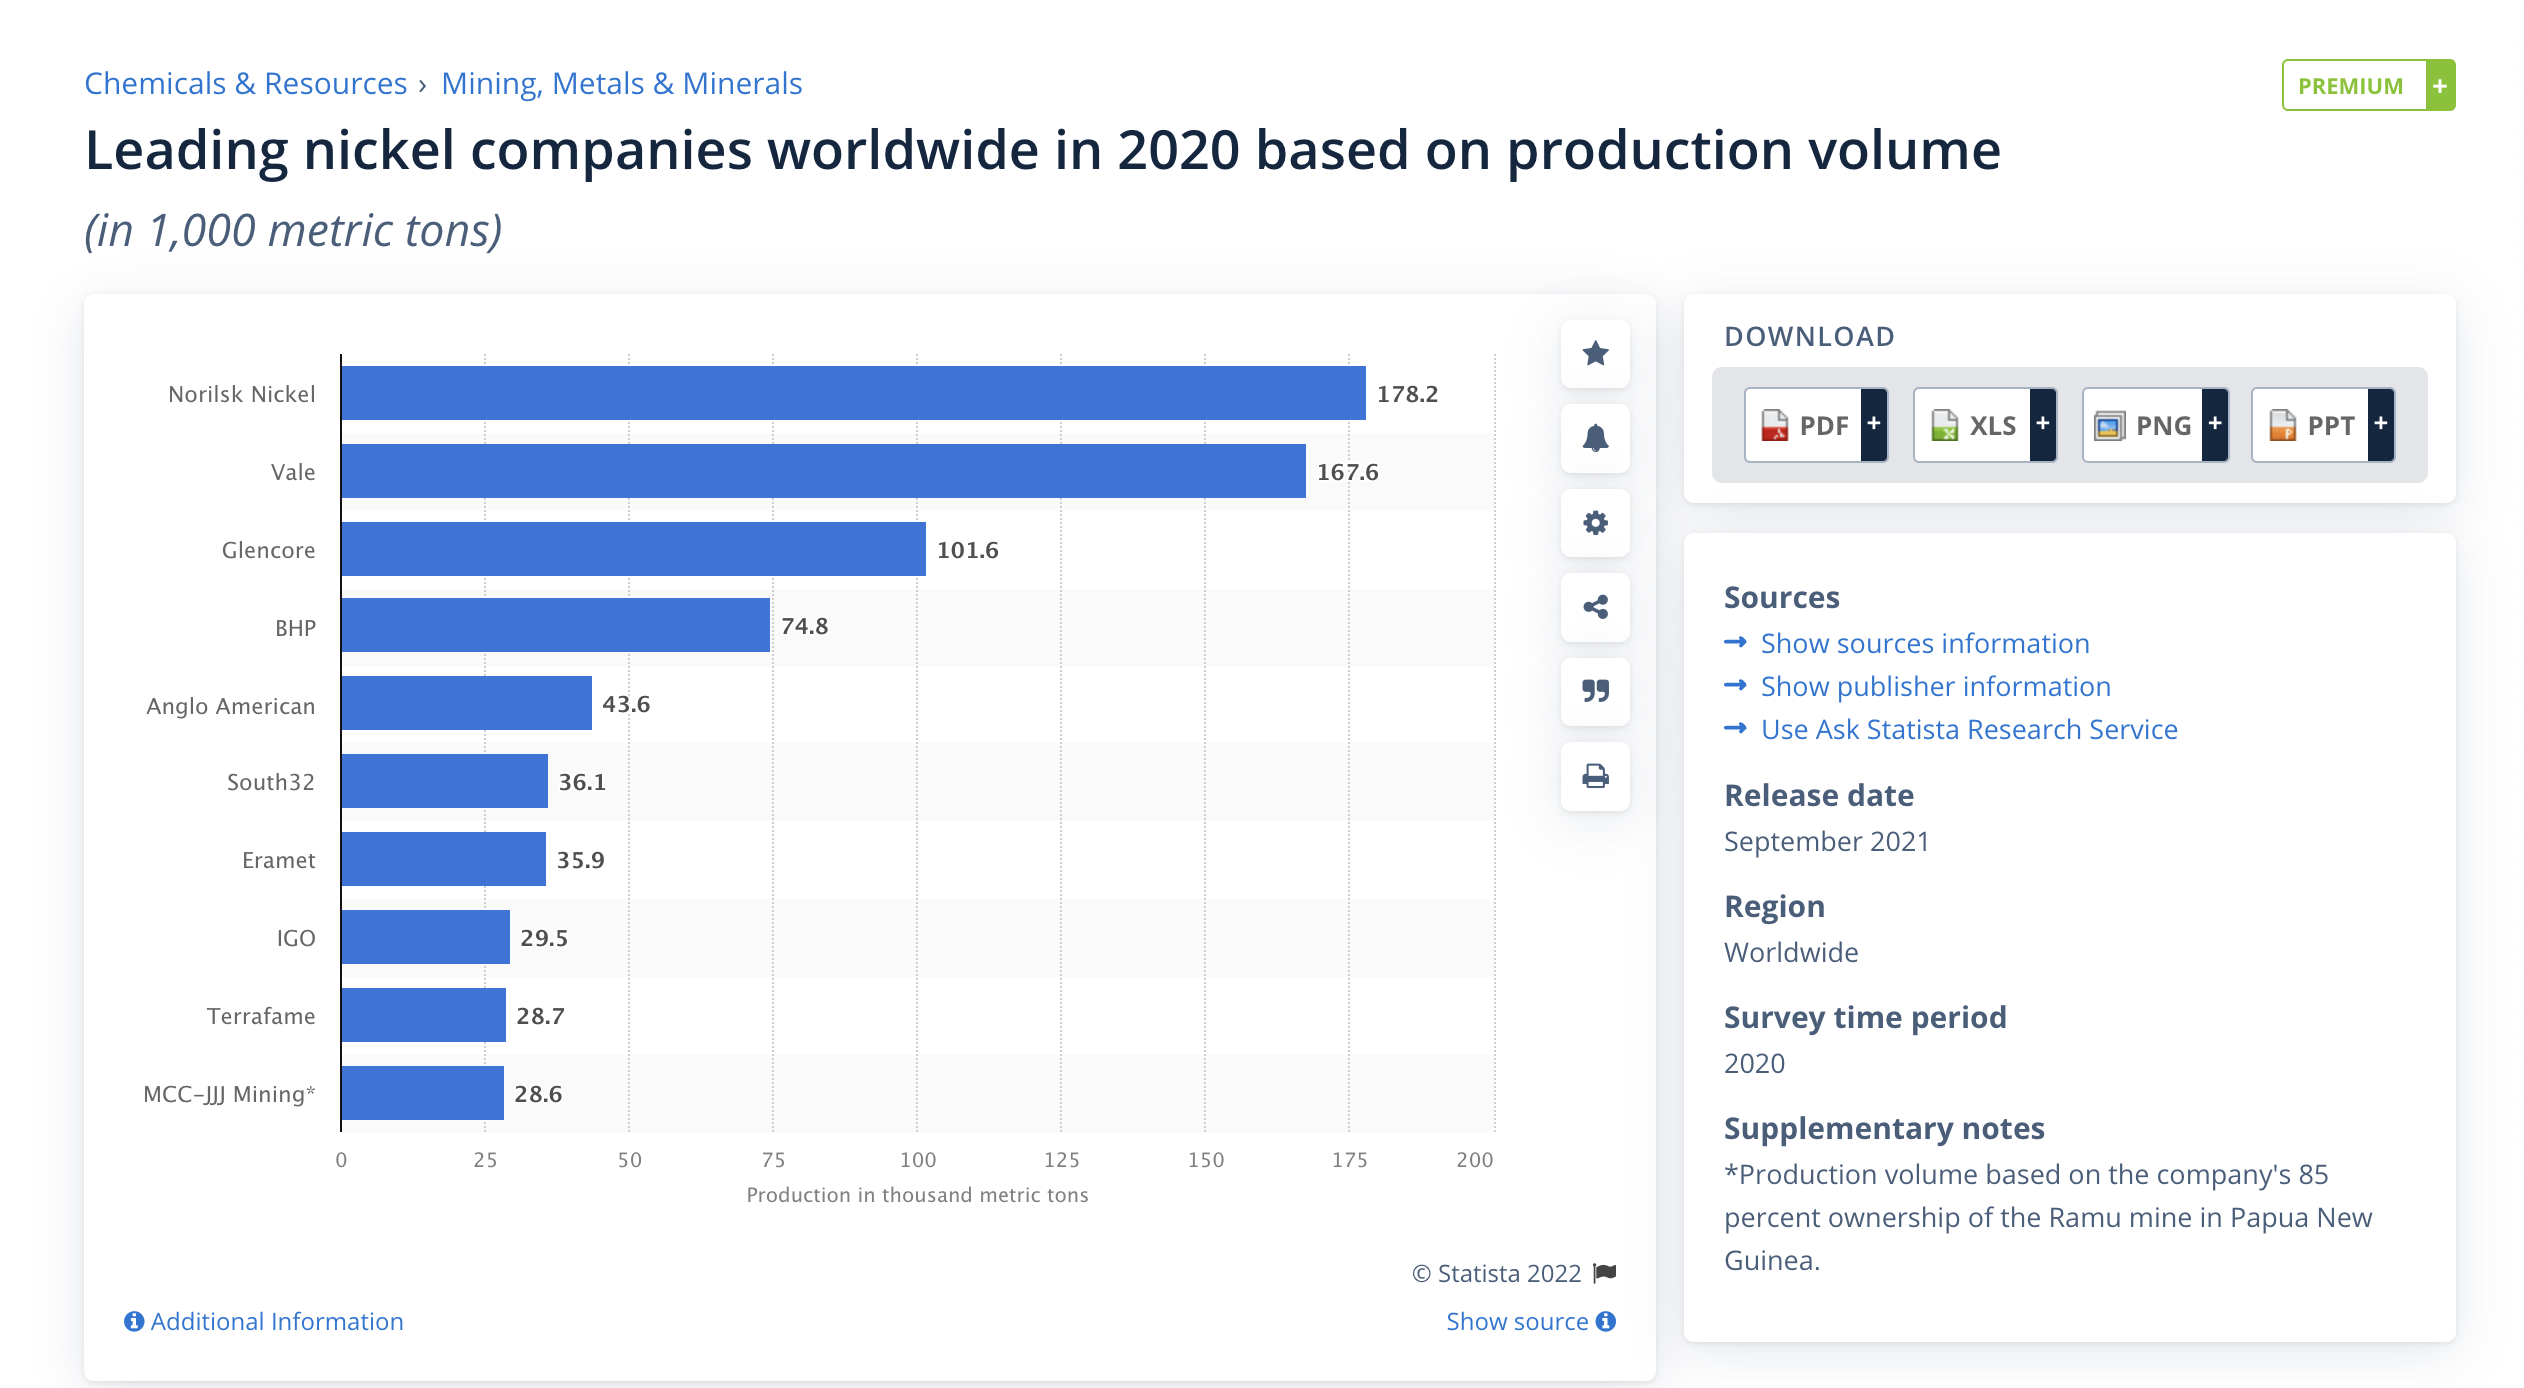 Chemicals & Resources › Mining, Metals & Minerals
PREMIUM +
Leading nickel companies worldwide in 2020 based on production volume
(in 1,000 metric tons)
Norilsk Nickel 178.2
Vale 167.6
Glencore 101.6
BHP 74.8
Anglo American 43.6
South32 36.1
Eramet 35.9
IGO 29.5
Terrafame 28.7
MCC–JJJ Mining* 28.6
0 25 50 75 100 125 150 175 200
Production in thousand metric tons
© Statista 2022
Additional Information
Show source
DOWNLOAD
PDF + XLS + PNG + PPT +
Sources
Show sources information
Show publisher information
Use Ask Statista Research Service
Release date
September 2021
Region
Worldwide
Survey time period
2020
Supplementary notes
*Production volume based on the company's 85
percent ownership of the Ramu mine in Papua New
Guinea.